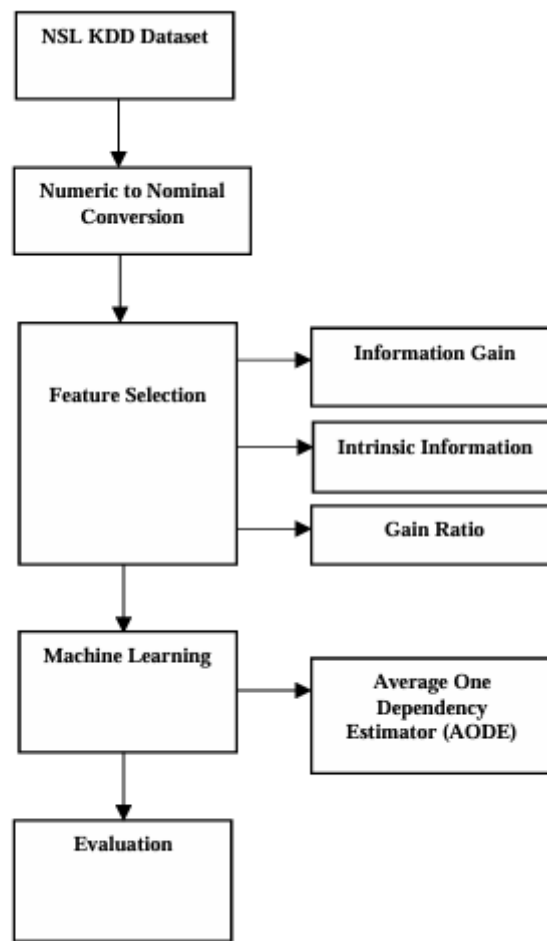 NSL KDD Dataset
Numeric to Nominal
Conversion
Feature Selection
Information Gain
Intrinsic Information
Gain Ratio
Machine Learning
Average One
Dependency
Estimator (AODE)
Evaluation